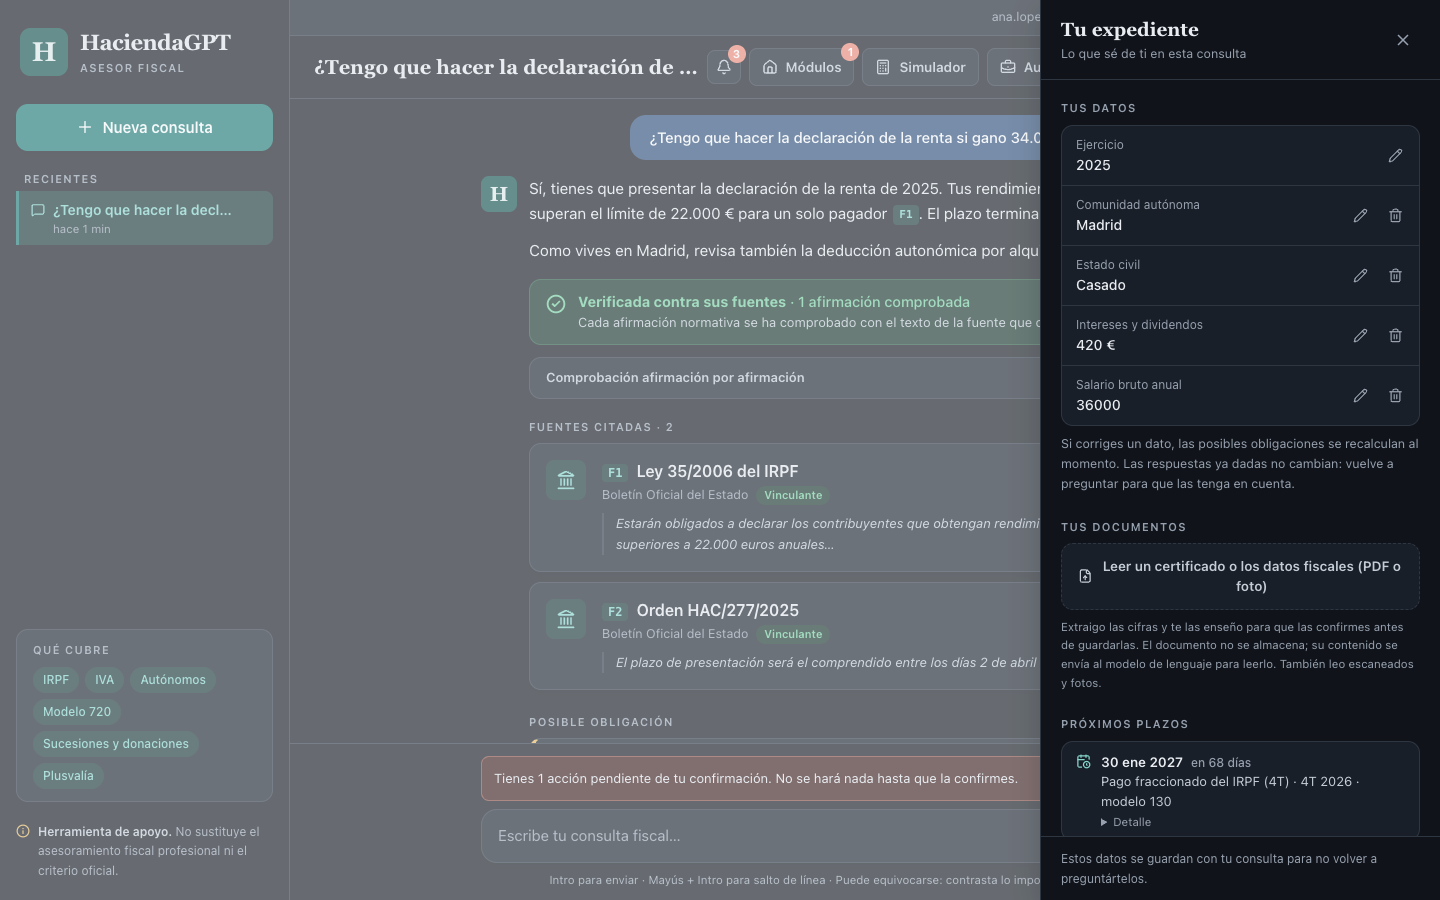 H
HaciendaGPT
ASESOR FISCAL
Nueva consulta
RECIENTES
¿Tengo que hacer la decl...
hace 1 min
QUÉ CUBRE
IRPF
IVA
Autónomos
Modelo 720
Sucesiones y donaciones
Plusvalía
Herramienta de apoyo. No sustituye el
asesoramiento fiscal profesional ni el
criterio oficial.
ana.lope
¿Tengo que hacer la declaración de ...
3
Módulos
1
Simulador
Au
¿Tengo que hacer la declaración de la renta si gano 34.0
H
Sí, tienes que presentar la declaración de la renta de 2025. Tus rendimie
superan el límite de 22.000 € para un solo pagador F1. El plazo termina
Como vives en Madrid, revisa también la deducción autonómica por alqu
Verificada contra sus fuentes · 1 afirmación comprobada
Cada afirmación normativa se ha comprobado con el texto de la fuente que c
Comprobación afirmación por afirmación
FUENTES CITADAS · 2
F1 Ley 35/2006 del IRPF
Boletín Oficial del Estado Vinculante
Estarán obligados a declarar los contribuyentes que obtengan rendimi
superiores a 22.000 euros anuales...
F2 Orden HAC/277/2025
Boletín Oficial del Estado Vinculante
El plazo de presentación será el comprendido entre los días 2 de abril
POSIBLE OBLIGACIÓN
Tienes 1 acción pendiente de tu confirmación. No se hará nada hasta que la confirmes.
Escribe tu consulta fiscal...
Intro para enviar · Mayús + Intro para salto de línea · Puede equivocarse: contrasta lo impo
Tu expediente
Lo que sé de ti en esta consulta
TUS DATOS
Ejercicio
2025
Comunidad autónoma
Madrid
Estado civil
Casado
Intereses y dividendos
420 €
Salario bruto anual
36000
Si corriges un dato, las posibles obligaciones se recalculan al
momento. Las respuestas ya dadas no cambian: vuelve a
preguntar para que las tenga en cuenta.
TUS DOCUMENTOS
Leer un certificado o los datos fiscales (PDF o
foto)
Extraigo las cifras y te las enseño para que las confirmes antes
de guardarlas. El documento no se almacena; su contenido se
envía al modelo de lenguaje para leerlo. También leo escaneados
y fotos.
PRÓXIMOS PLAZOS
30 ene 2027 en 68 días
Pago fraccionado del IRPF (4T) · 4T 2026 ·
modelo 130
Detalle
Estos datos se guardan con tu consulta para no volver a
preguntártelos.